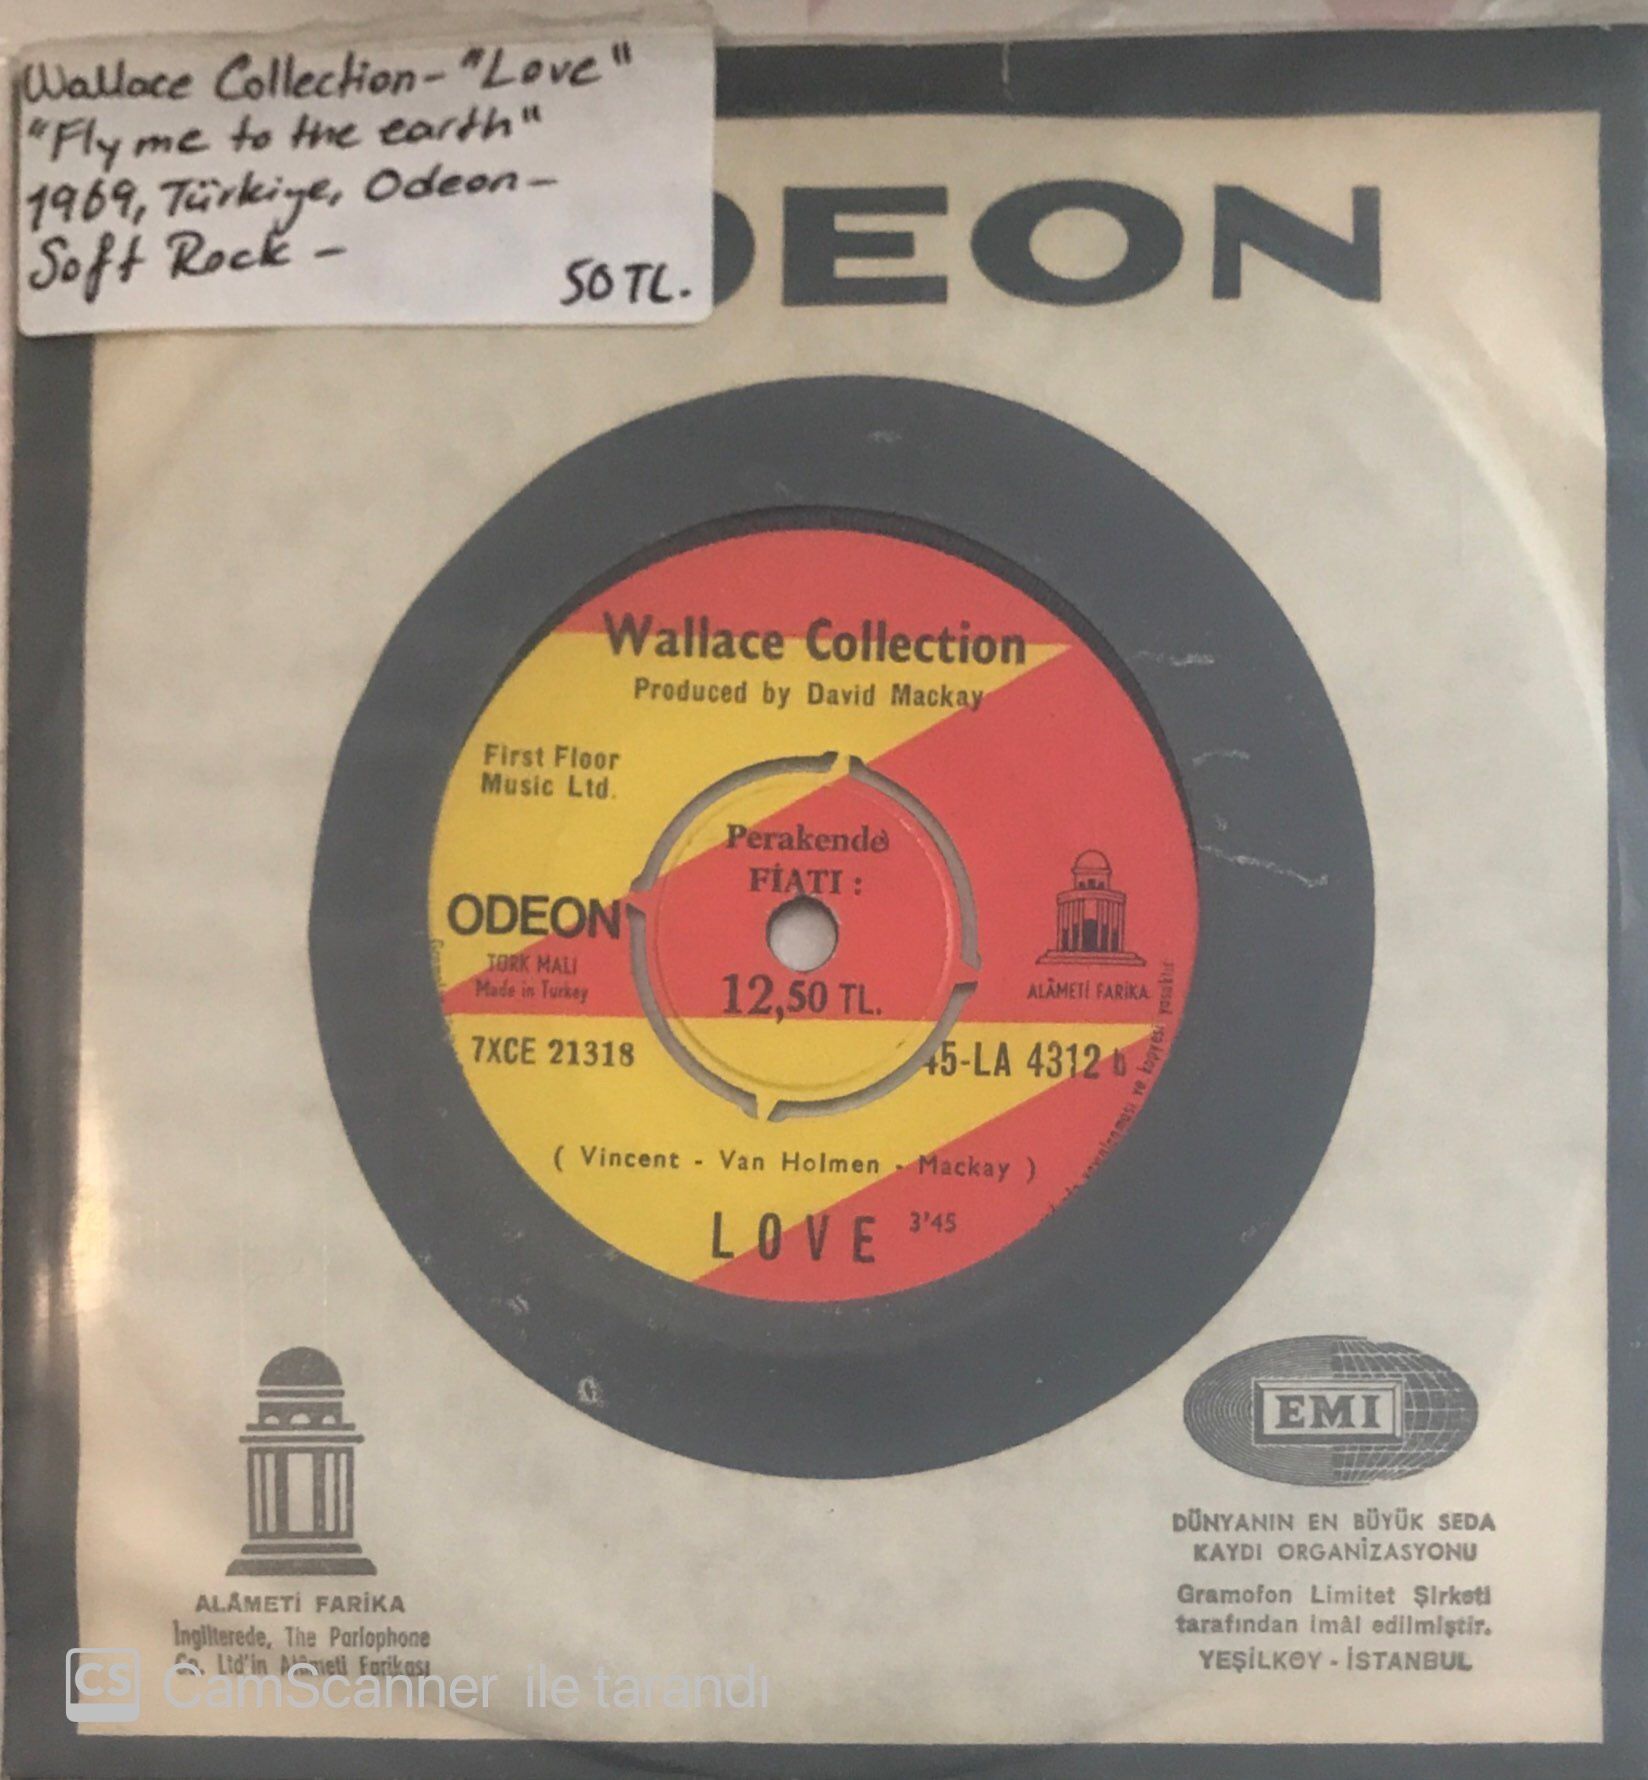 Wallace Collection - "Love"
"Fly me to the earth"
1969, Türkiye, Odeon -
Soft Rock -
50 TL.
DEON
Wallace Collection
Produced by David Mackay
First Floor
Music Ltd.
Perakende
FİATI :
12,50 TL.
ODEON
TÜRK MALI
Made in Turkey
ALÂMETİ FARİKA
7XCE 21318
45-LA 4312 b
ve kopyesi yasaktır
( Vincent - Van Holmen - Mackay )
LOVE 3'45
ALÂMETİ FARİKA
İngilterede, The Parlophone
Co. Ltd'in Alâmeti Farikası
EMI
DÜNYANIN EN BÜYÜK SEDA
KAYDI ORGANİZASYONU
Gramofon Limitet Şirketi
tarafından imâl edilmiştir.
YEŞİLKÖY - İSTANBUL
CS CamScanner ile tarandı